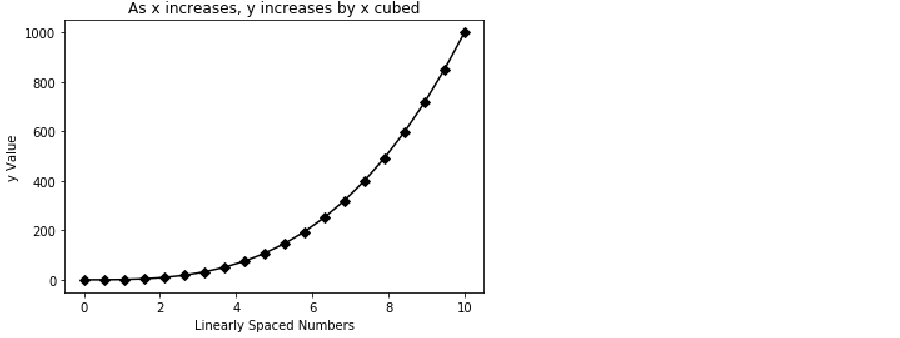 As x increases, y increases by x cubed
1000
800
600
400
200
0
y Value
0 2 4 6 8 10
Linearly Spaced Numbers